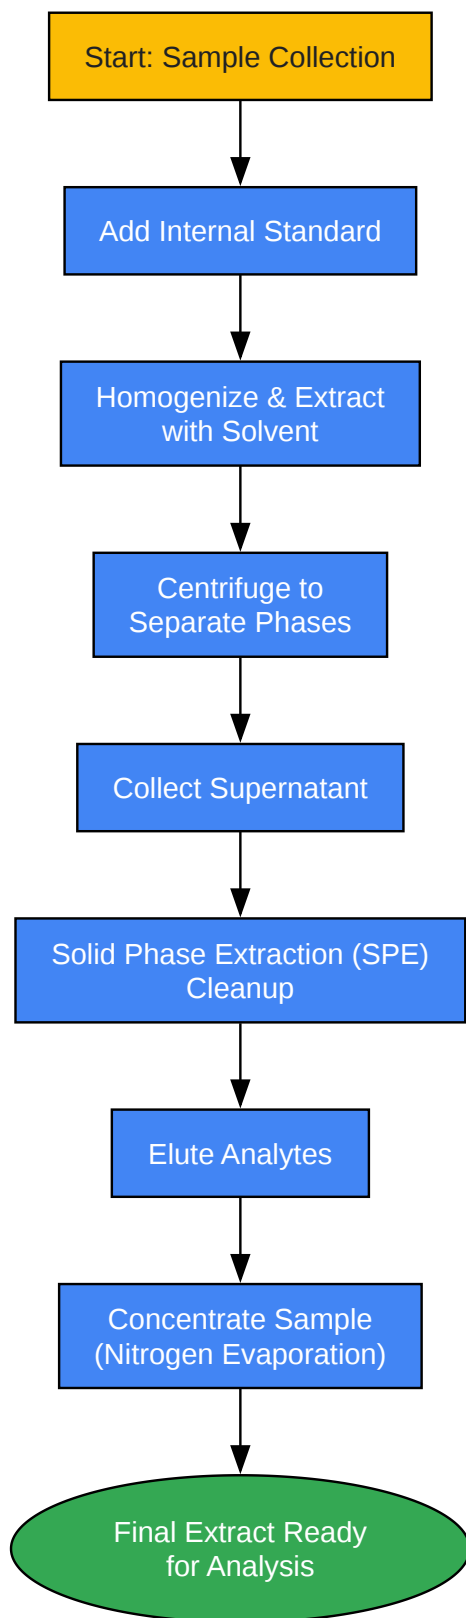 Start: Sample Collection
Add Internal Standard
Homogenize & Extract
with Solvent
Centrifuge to
Separate Phases
Collect Supernatant
Solid Phase Extraction (SPE)
Cleanup
Elute Analytes
Concentrate Sample
(Nitrogen Evaporation)
Final Extract Ready
for Analysis